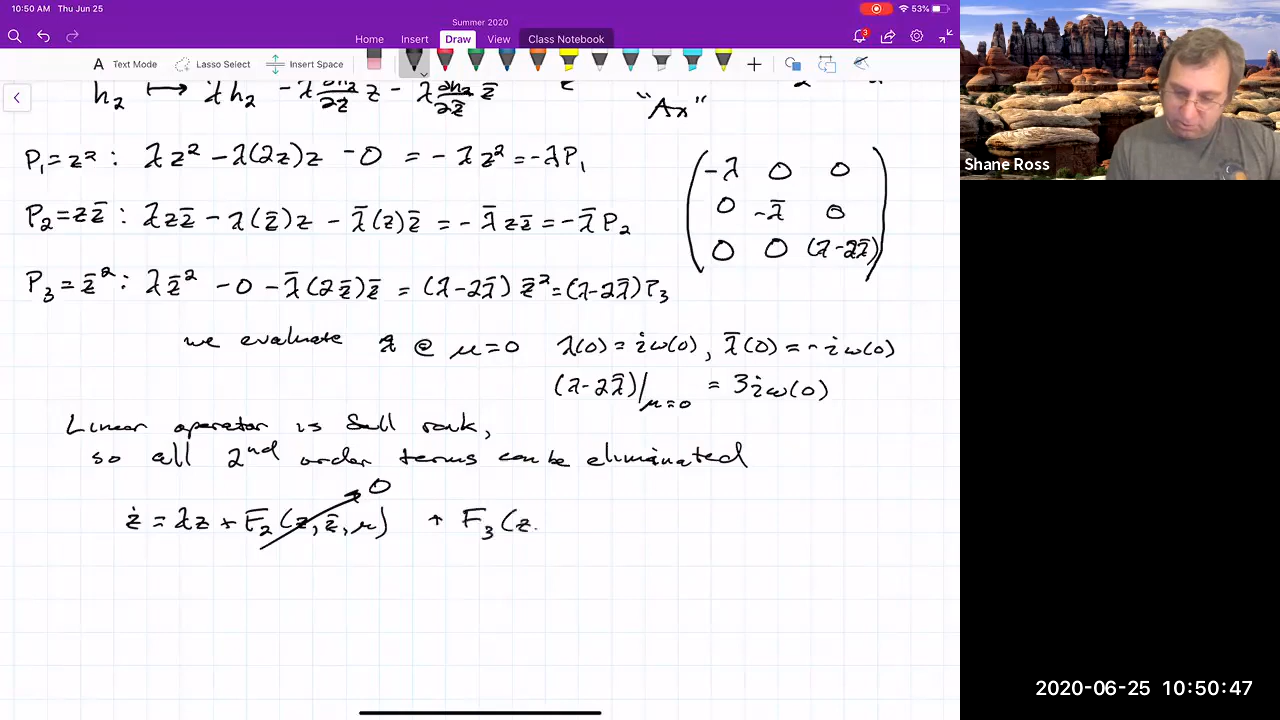 10:50 AM Thu Jun 25
53%
Summer 2020
Home Insert Draw View Class Notebook
3
A Text Mode Lasso Select Insert Space
h₂ ↦ λh₂ - λ ∂h₂/∂z z - λ̄ ∂h₂/∂z̄ z̄
"Ax"
P₁ = z² : λz² - λ(2z)z - 0 = - λz² = -λP₁
P₂ = zz̄ : λzz̄ - λ(z̄)z - λ̄(z)z̄ = - λ̄zz̄ = -λ̄P₂
P₃ = z̄² : λz̄² - 0 - λ̄(2z̄)z̄ = (λ-2λ̄) z̄² = (λ-2λ̄)P₃
-λ 0 0
0 -λ̄ 0
0 0 (λ-2λ̄)
we evaluate λ @ μ=0 λ(0) = iω(0), λ̄(0) = -iω(0)
(λ-2λ̄)|μ=0 = 3iω(0)
Linear operator is full rank,
so all 2nd order terms can be eliminated
0
ż = λz + F₂(z, z̄, μ) + F₃(z,
Shane Ross
2020-06-25 10:50:47